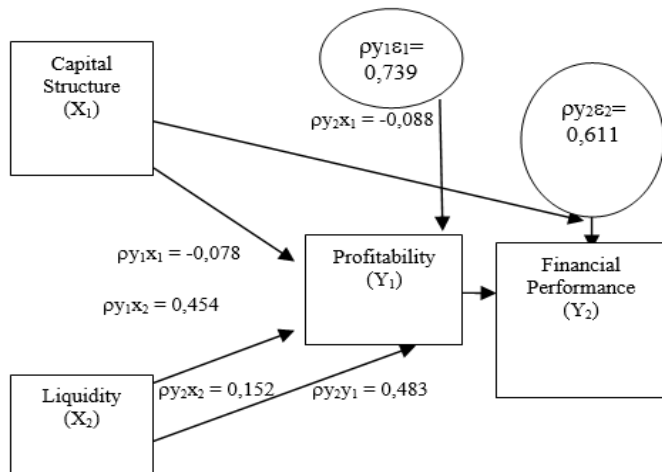 Capital
Structure
(X₁)
ρy₁ε₁=
0,739
ρy₂x₁ = -0,088
ρy₂ε₂=
0,611
ρy₁x₁ = -0,078
Profitability
(Y₁)
Financial
Performance
(Y₂)
ρy₁x₂ = 0,454
Liquidity
(X₂)
ρy₂x₂ = 0,152
ρy₂y₁ = 0,483